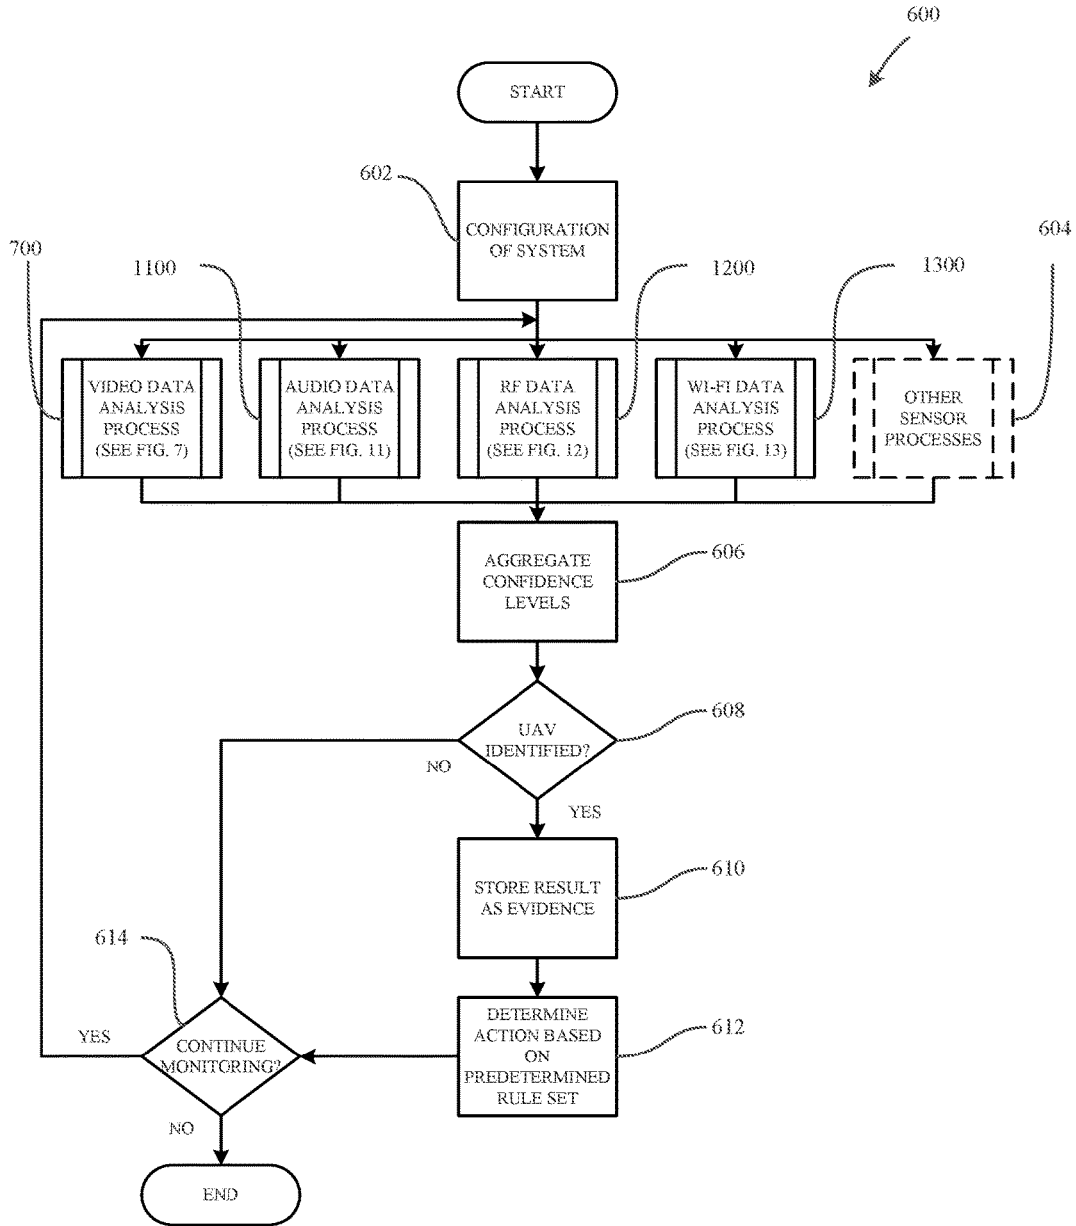 600
START
602
CONFIGURATION
OF SYSTEM
700
1100
1200
1300
604
VIDEO DATA
ANALYSIS
PROCESS
(SEE FIG. 7)
AUDIO DATA
ANALYSIS
PROCESS
(SEE FIG. 11)
RF DATA
ANALYSIS
PROCESS
(SEE FIG. 12)
WI-FI DATA
ANALYSIS
PROCESS
(SEE FIG. 13)
OTHER
SENSOR
PROCESSES
AGGREGATE
CONFIDENCE
LEVELS
606
UAV
IDENTIFIED?
608
NO
YES
STORE RESULT
AS EVIDENCE
610
614
DETERMINE
ACTION BASED
ON
PREDETERMINED
RULE SET
612
YES
CONTINUE
MONITORING?
NO
END